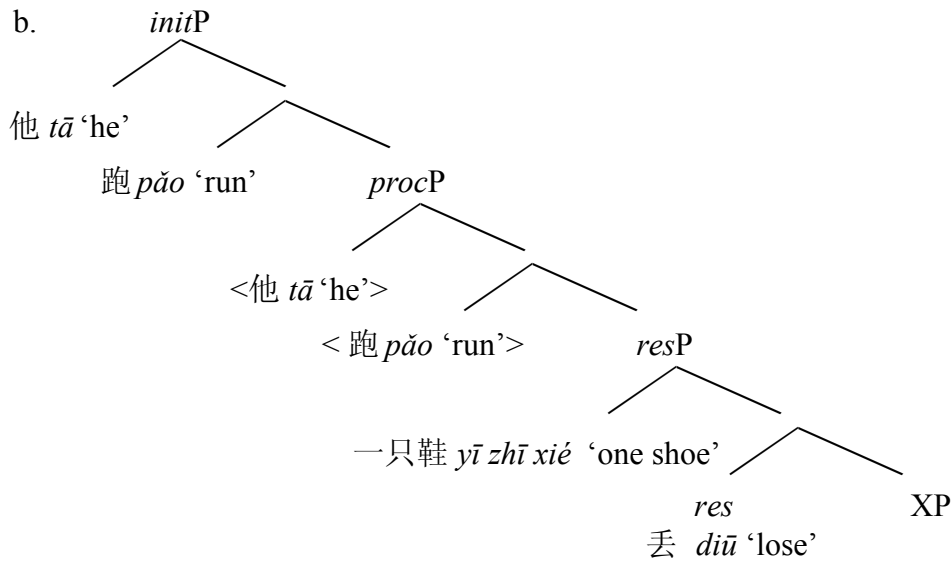 b. initP
他 tā ‘he’
跑 pǎo ‘run’ procP
<他 tā ‘he’>
< 跑 pǎo ‘run’> resP
一只鞋 yī zhī xié ‘one shoe’
res XP
丢 diū ‘lose’